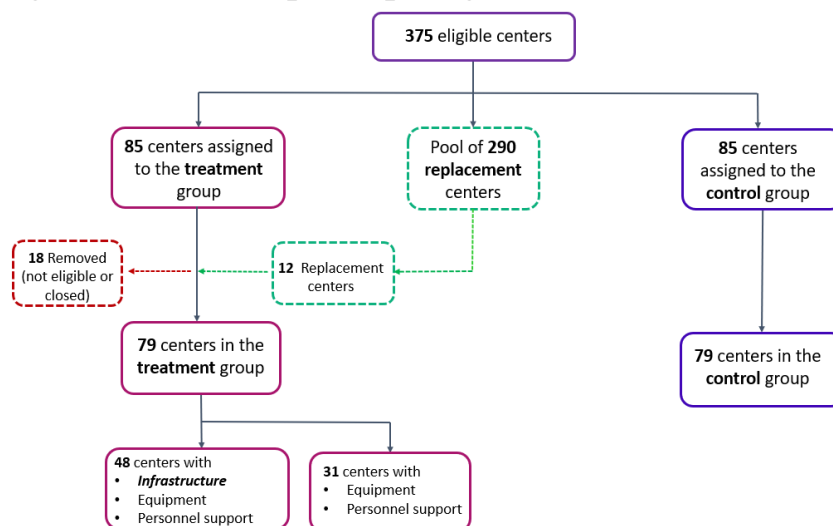 375 eligible centers
85 centers assigned
to the treatment
group
Pool of 290
replacement
centers
85 centers
assigned to the
control group
18 Removed
(not eligible or
closed)
12 Replacement
centers
79 centers in the
treatment group
79 centers in the
control group
48 centers with
• Infrastructure
• Equipment
• Personnel support
31 centers with
• Equipment
• Personnel support